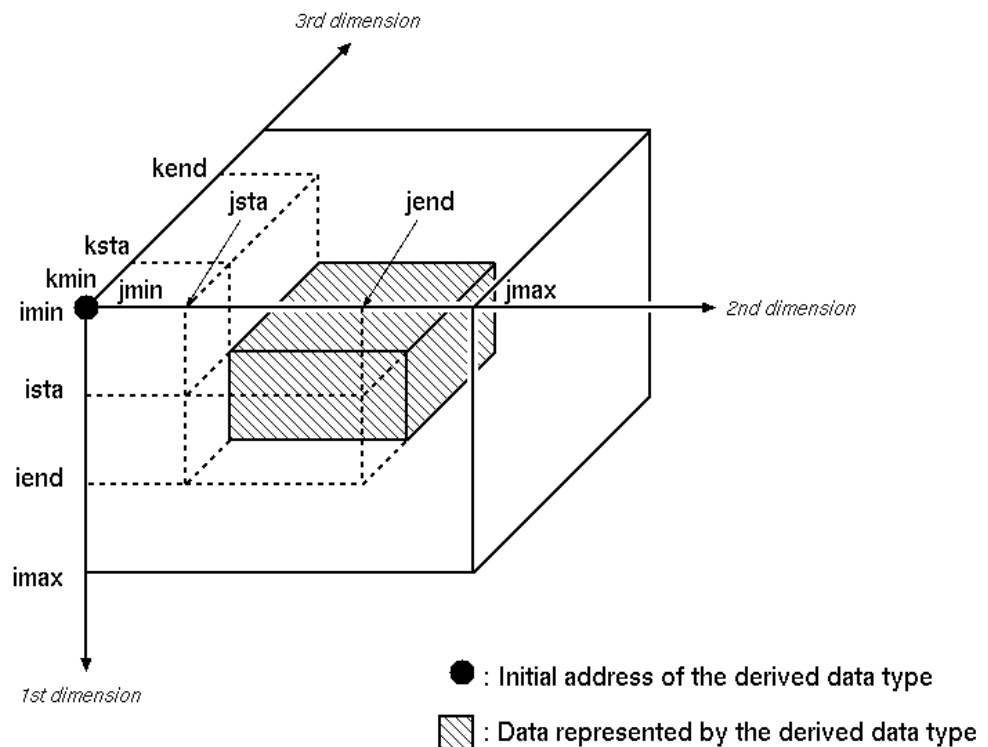 3rd dimension
kend
jsta
jend
ksta
kmin
jmin
jmax
imin
2nd dimension
ista
iend
imax
1st dimension
: Initial address of the derived data type
: Data represented by the derived data type